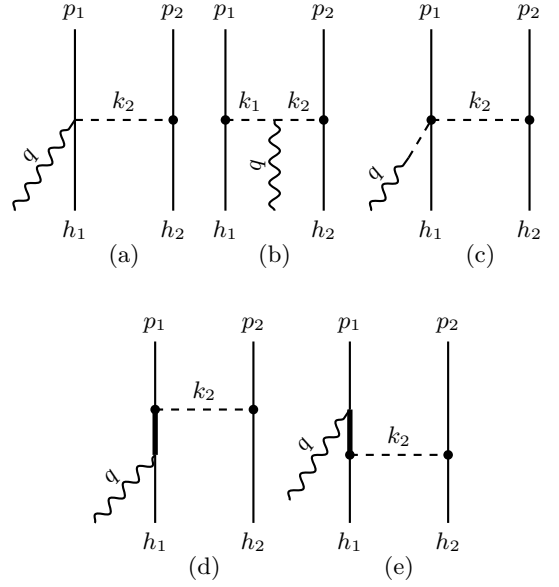 p₁ p₂ p₁ p₂ p₁ p₂
k₂ k₁ k₂ k₂
q q q
h₁ h₂ h₁ h₂ h₁ h₂
(a) (b) (c)
p₁ p₂ p₁ p₂
k₂ k₂
q q
h₁ h₂ h₁ h₂
(d) (e)